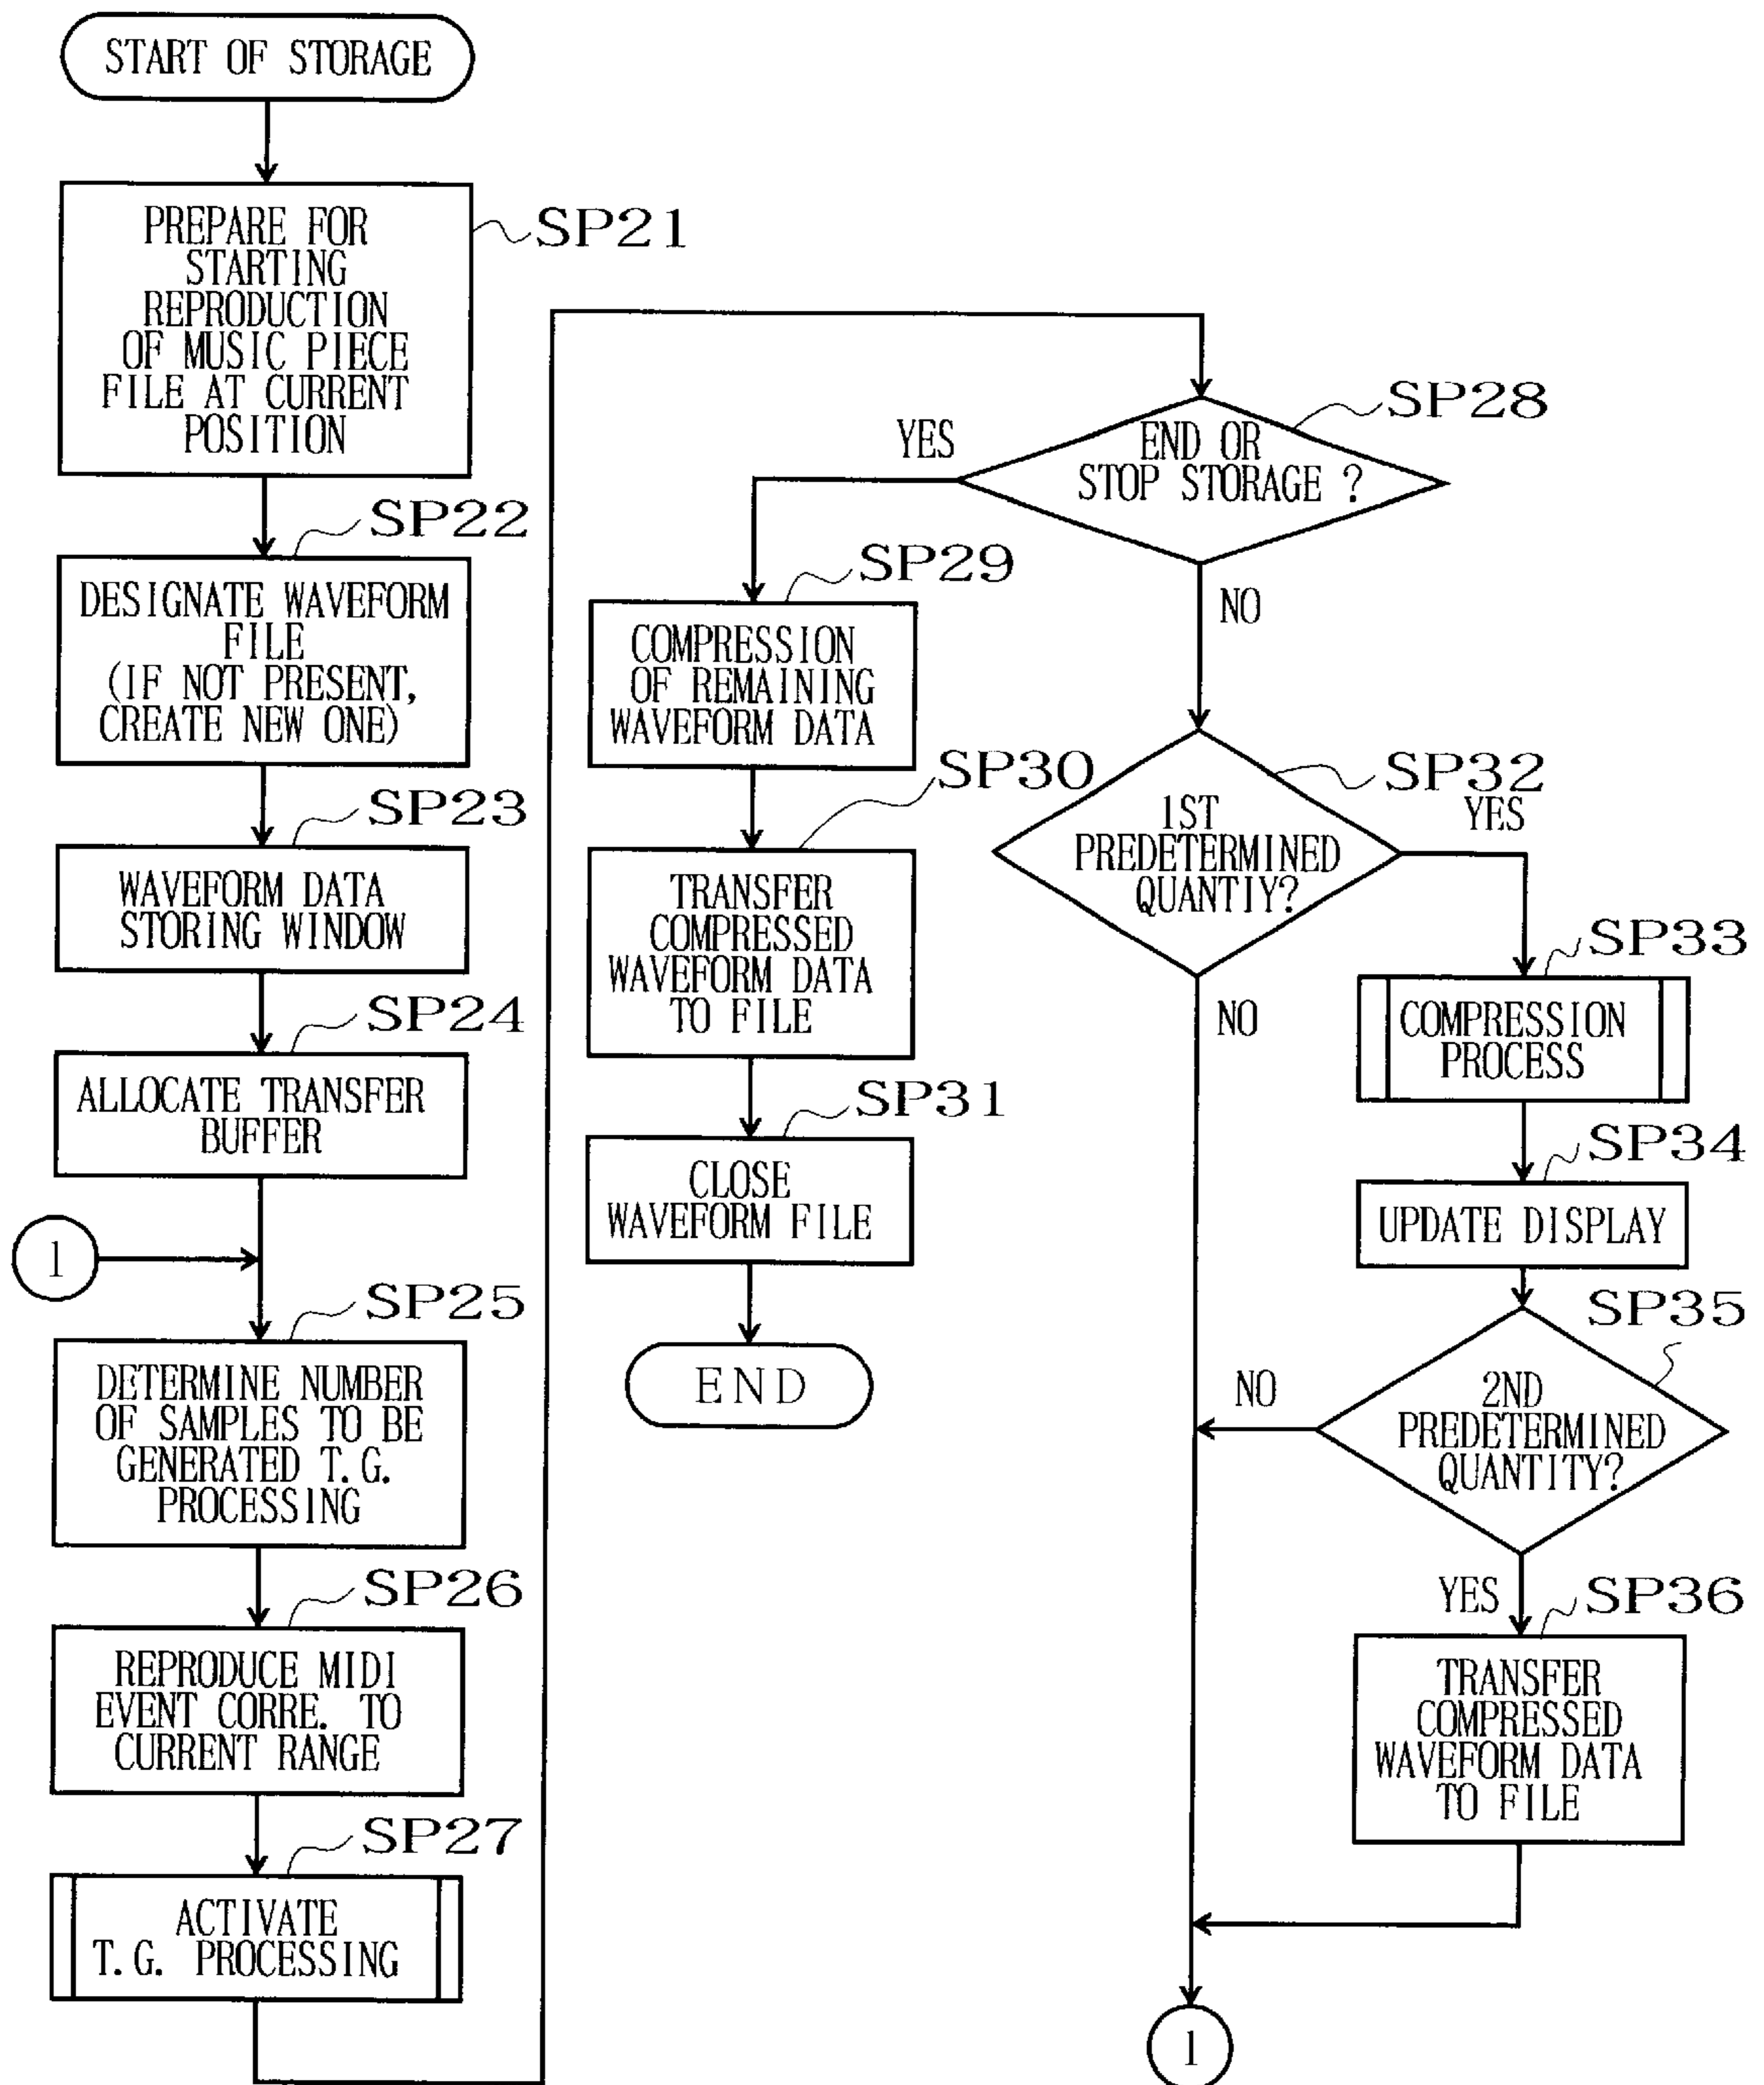 START OF STORAGE
PREPARE FOR
STARTING
REPRODUCTION
OF MUSIC PIECE
FILE AT CURRENT
POSITION
SP21
SP22
DESIGNATE WAVEFORM
FILE
(IF NOT PRESENT,
CREATE NEW ONE)
SP23
WAVEFORM DATA
STORING WINDOW
SP24
ALLOCATE TRANSFER
BUFFER
1
SP25
DETERMINE NUMBER
OF SAMPLES TO BE
GENERATED T.G.
PROCESSING
SP26
REPRODUCE MIDI
EVENT CORRE. TO
CURRENT RANGE
SP27
ACTIVATE
T.G. PROCESSING
SP28
END OR
STOP STORAGE ?
YES
NO
SP29
COMPRESSION
OF REMAINING
WAVEFORM DATA
SP30
TRANSFER
COMPRESSED
WAVEFORM DATA
TO FILE
SP31
CLOSE
WAVEFORM FILE
END
SP32
1ST
PREDETERMINED
QUANTIY?
YES
NO
SP33
COMPRESSION
PROCESS
SP34
UPDATE DISPLAY
SP35
2ND
PREDETERMINED
QUANTITY?
NO
YES
SP36
TRANSFER
COMPRESSED
WAVEFORM DATA
TO FILE
1